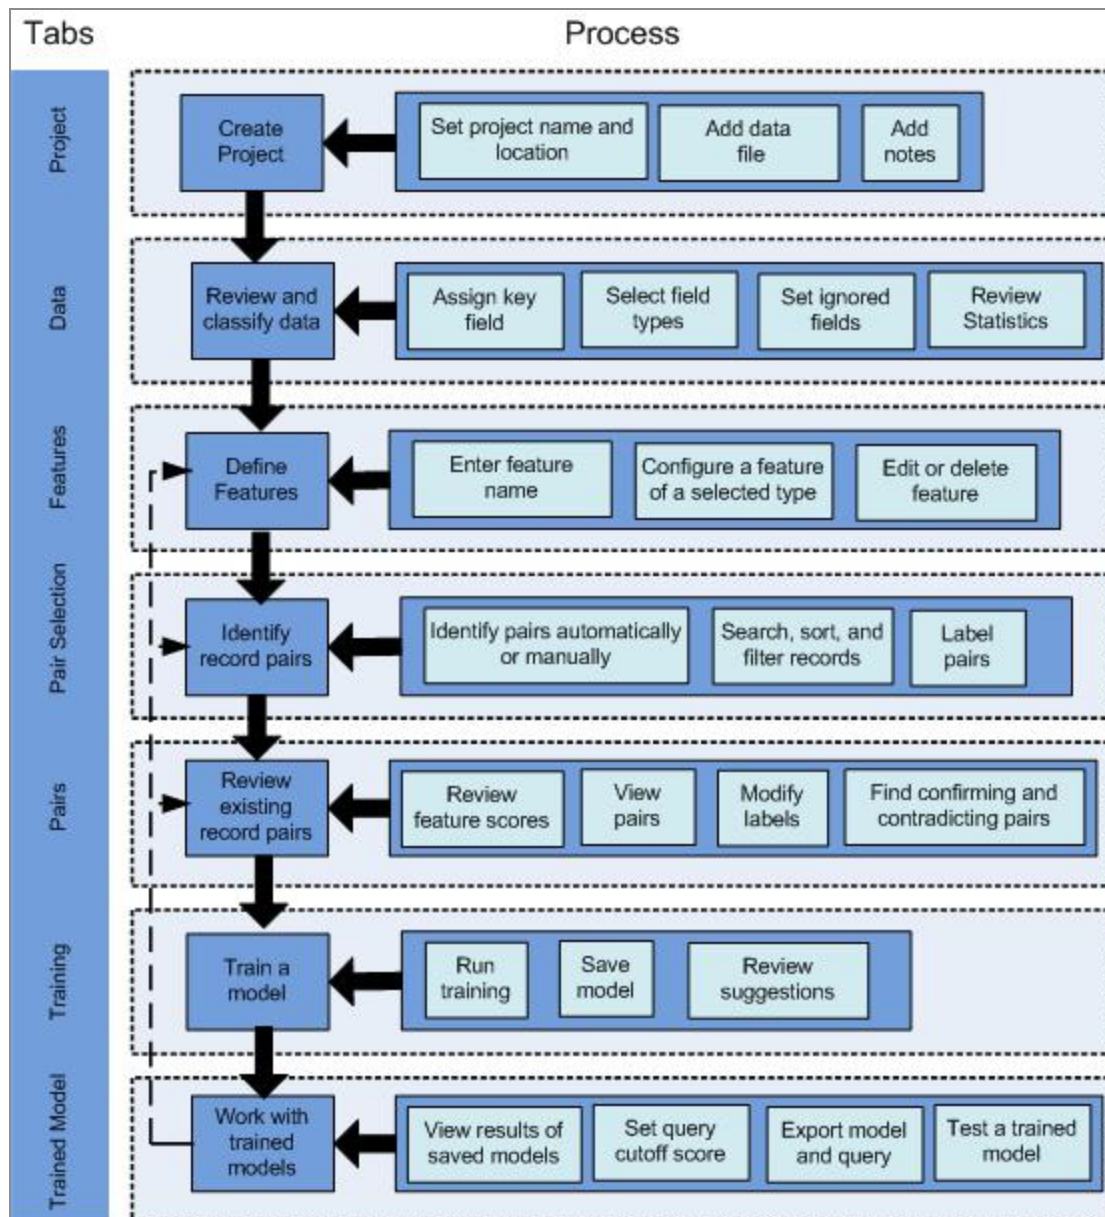 Tabs
Process
Project
Create
Project
Set project name and
location
Add data
file
Add
notes
Data
Review and
classify data
Assign key
field
Select field
types
Set ignored
fields
Review
Statistics
Features
Define
Features
Enter feature
name
Configure a feature
of a selected type
Edit or delete
feature
Pair Selection
Identify
record pairs
Identify pairs automatically
or manually
Search, sort, and
filter records
Label
pairs
Pairs
Review
existing
record pairs
Review
feature scores
View
pairs
Modify
labels
Find confirming and
contradicting pairs
Training
Train a
model
Run
training
Save
model
Review
suggestions
Trained Model
Work with
trained
models
View results of
saved models
Set query
cutoff score
Export model
and query
Test a trained
model